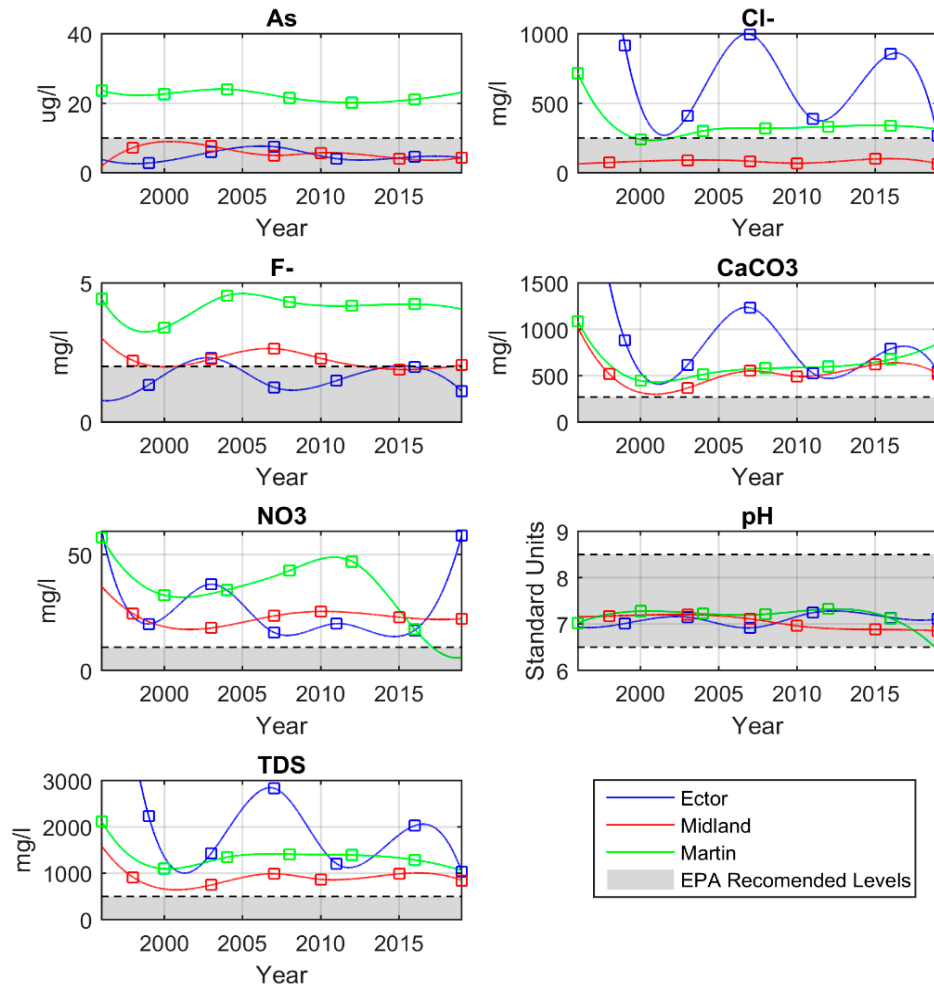 As
ug/l
40
20
0
2000 2005 2010 2015
Year
Cl-
mg/l
1000
500
0
2000 2005 2010 2015
Year
F-
mg/l
5
0
2000 2005 2010 2015
Year
CaCO3
mg/l
1500
1000
500
0
2000 2005 2010 2015
Year
NO3
mg/l
50
0
2000 2005 2010 2015
Year
pH
Standard Units
9
8
7
6
2000 2005 2010 2015
Year
TDS
mg/l
3000
2000
1000
0
2000 2005 2010 2015
Year
Ector
Midland
Martin
EPA Recomended Levels